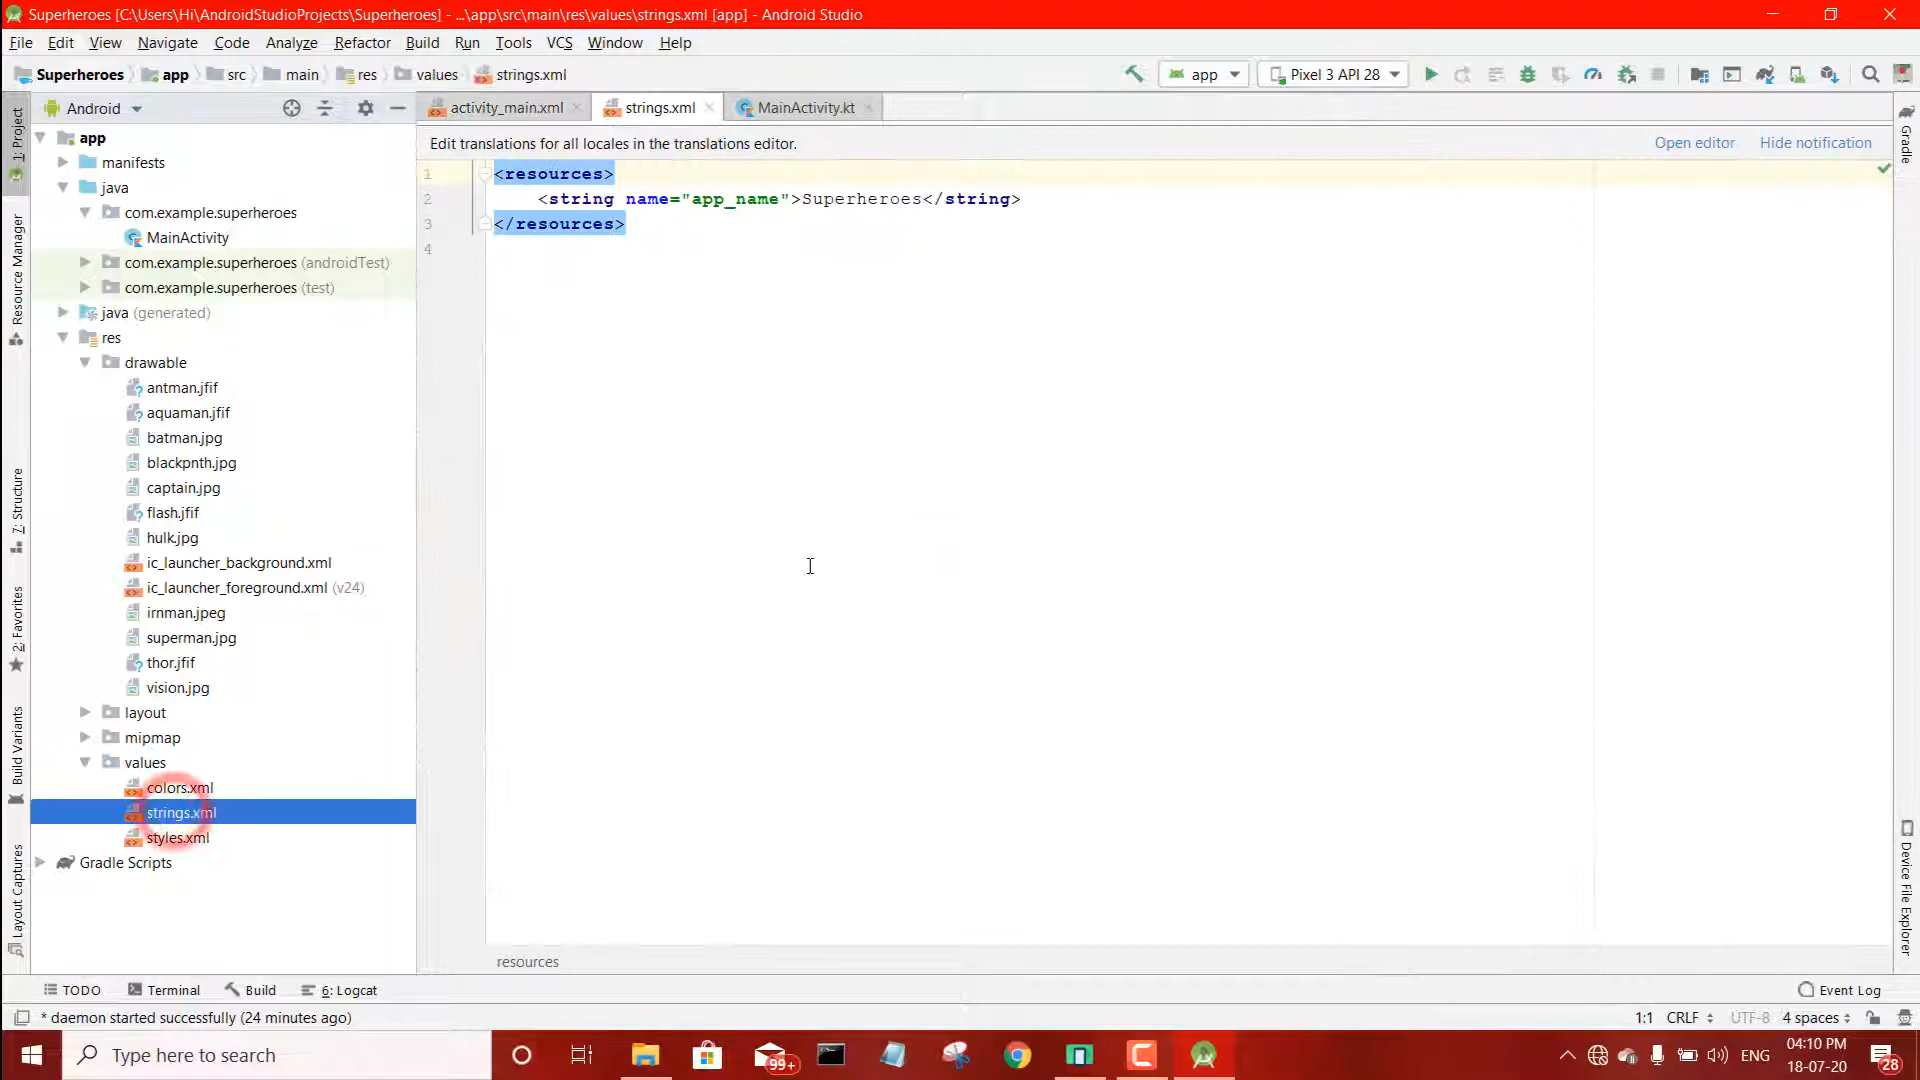 Superheroes [C:\Users\Hi\AndroidStudioProjects\Superheroes] - ...\app\src\main\res\values\strings.xml [app] - Android Studio
File Edit View Navigate Code Analyze Refactor Build Run Tools VCS Window Help
Superheroes app src main res values strings.xml app Pixel 3 API 28
Android activity_main.xml strings.xml MainActivity.kt
Edit translations for all locales in the translations editor. Open editor Hide notification
1 <resources>
2 <string name="app_name">Superheroes</string>
3 </resources>
4
app
manifests
java
com.example.superheroes
MainActivity
com.example.superheroes (androidTest)
com.example.superheroes (test)
java (generated)
res
drawable
antman.jfif
aquaman.jfif
batman.jpg
blackpnth.jpg
captain.jpg
flash.jfif
hulk.jpg
ic_launcher_background.xml
ic_launcher_foreground.xml (v24)
irnman.jpeg
superman.jpg
thor.jfif
vision.jpg
layout
mipmap
values
colors.xml
strings.xml
styles.xml
Gradle Scripts
1: Project
Resource Manager
7: Structure
2: Favorites
Build Variants
Layout Captures
Gradle
Device File Explorer
resources
TODO Terminal Build 6: Logcat Event Log
* daemon started successfully (24 minutes ago) 1:1 CRLF UTF-8 4 spaces
Type here to search 99+ ENG 04:10 PM
18-07-20 28